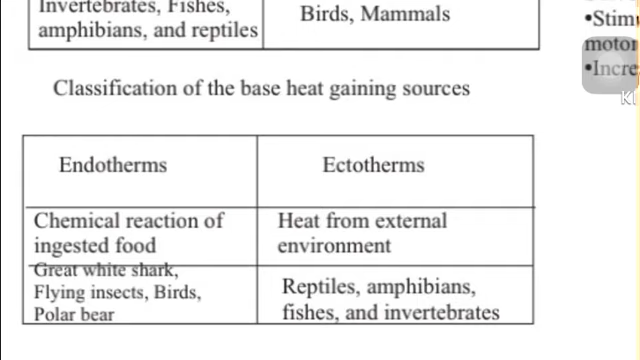 Invertebrates, Fishes,
amphibians, and reptiles
Birds, Mammals
Classification of the base heat gaining sources
Endotherms
Ectotherms
Chemical reaction of
ingested food
Heat from external
environment
Great white shark,
Flying insects, Birds,
Polar bear
Reptiles, amphibians,
fishes, and invertebrates
•Stim
motor
•Incre